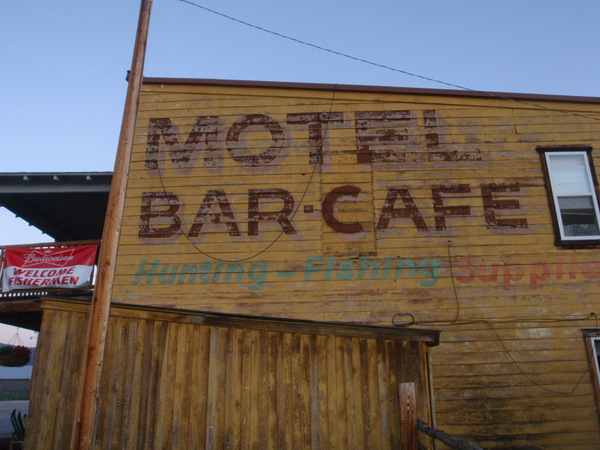 MOTEL
BAR-CAFE
Hunting - Fishing Supplie
Budweiser
WELCOME
FISHERMEN